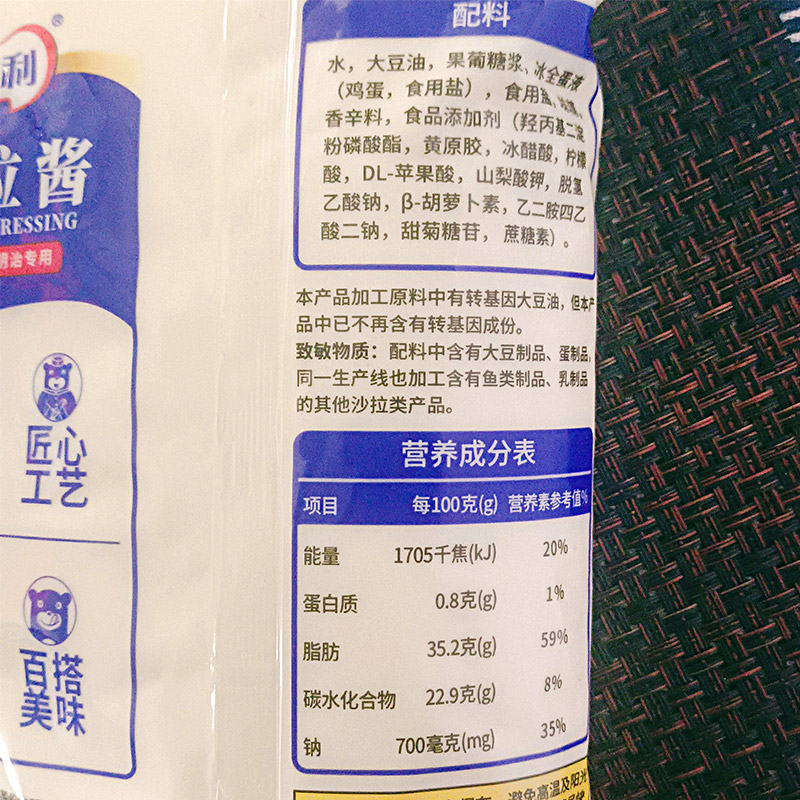 利®
拉酱
RESSING
明治专用
匠心
工艺
百搭
美味
配料
水，大豆油，果葡糖浆、冰全蛋液
（鸡蛋，食用盐），食用盐，
香辛料，食品添加剂（羟丙基二淀
粉磷酸酯，黄原胶，冰醋酸，柠檬
酸，DL-苹果酸，山梨酸钾，脱氢
乙酸钠，β-胡萝卜素，乙二胺四乙
酸二钠，甜菊糖苷，蔗糖素）。
本产品加工原料中有转基因大豆油，但本产
品中已不再含有转基因成份。
致敏物质：配料中含有大豆制品、蛋制品，
同一生产线也加工含有鱼类制品、乳制品
的其他沙拉类产品。
营养成分表
项目 每100克(g) 营养素参考值%
能量 1705千焦(kJ) 20%
蛋白质 0.8克(g) 1%
脂肪 35.2克(g) 59%
碳水化合物 22.9克(g) 8%
钠 700毫克(mg) 35%
避免高温及阳光